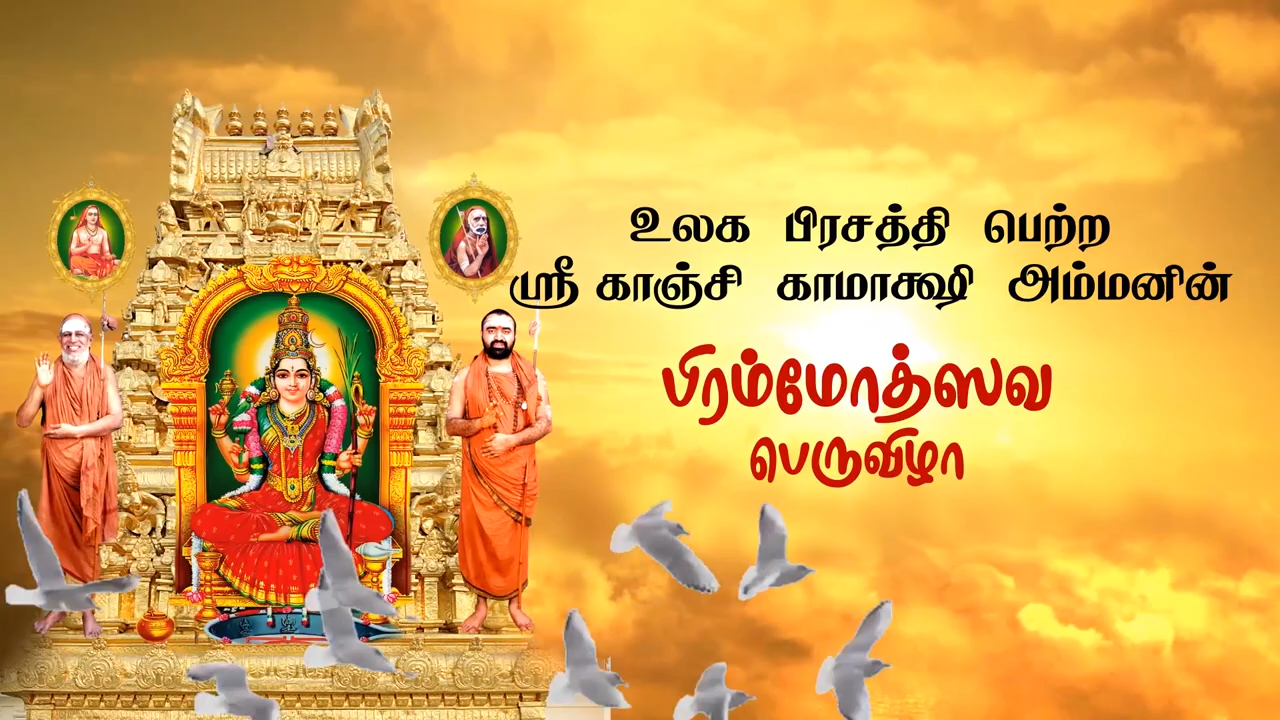 உலக பிரசத்தி பெற்ற
ஸ்ரீ காஞ்சி காமாக்ஷி அம்மனின்
பிரம்மோத்ஸவ
பெருவிழா